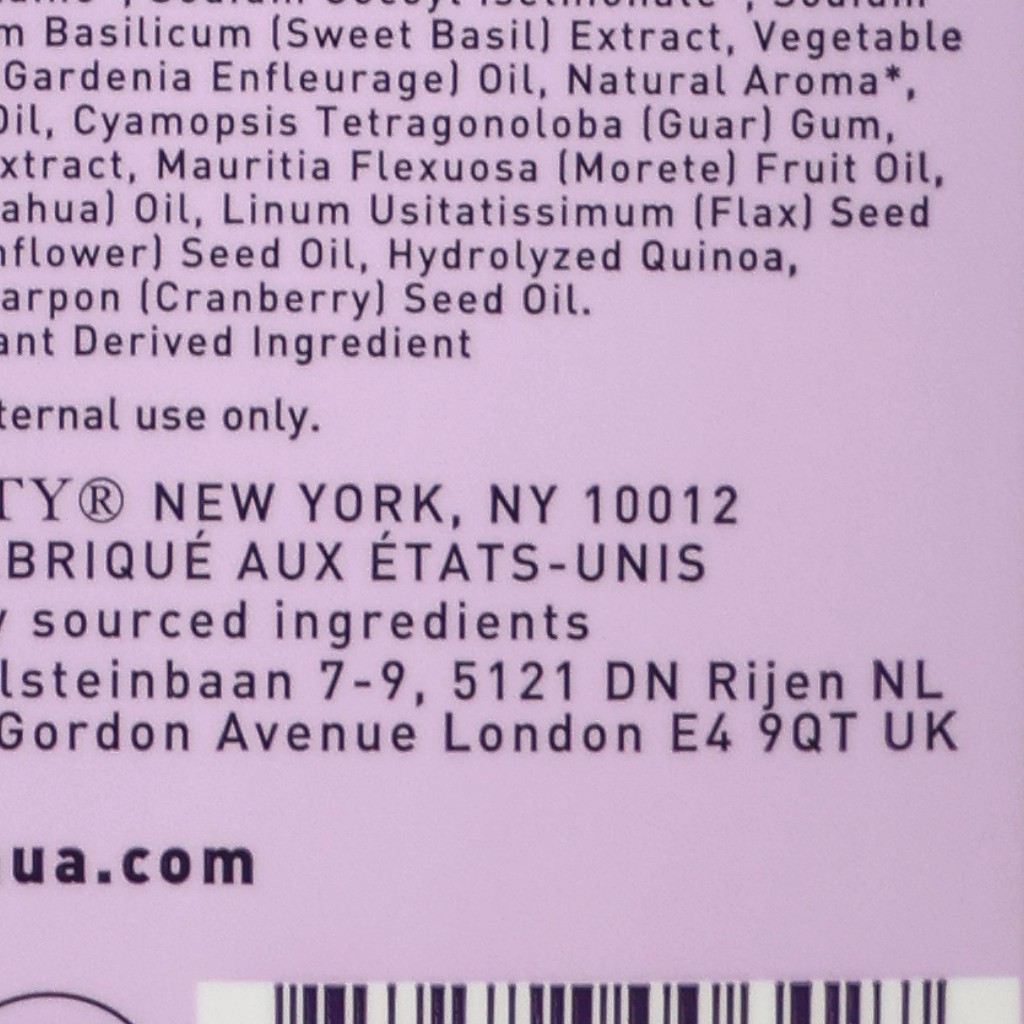 m Basilicum (Sweet Basil) Extract, Vegetable
Gardenia Enfleurage) Oil, Natural Aroma*,
Oil, Cyamopsis Tetragonoloba (Guar) Gum,
xtract, Mauritia Flexuosa (Morete) Fruit Oil,
ahua) Oil, Linum Usitatissimum (Flax) Seed
nflower) Seed Oil, Hydrolyzed Quinoa,
arpon (Cranberry) Seed Oil.
ant Derived Ingredient
ternal use only.
TY® NEW YORK, NY 10012
BRIQUÉ AUX ÉTATS-UNIS
y sourced ingredients
lsteinbaan 7-9, 5121 DN Rijen NL
Gordon Avenue London E4 9QT UK
ua.com